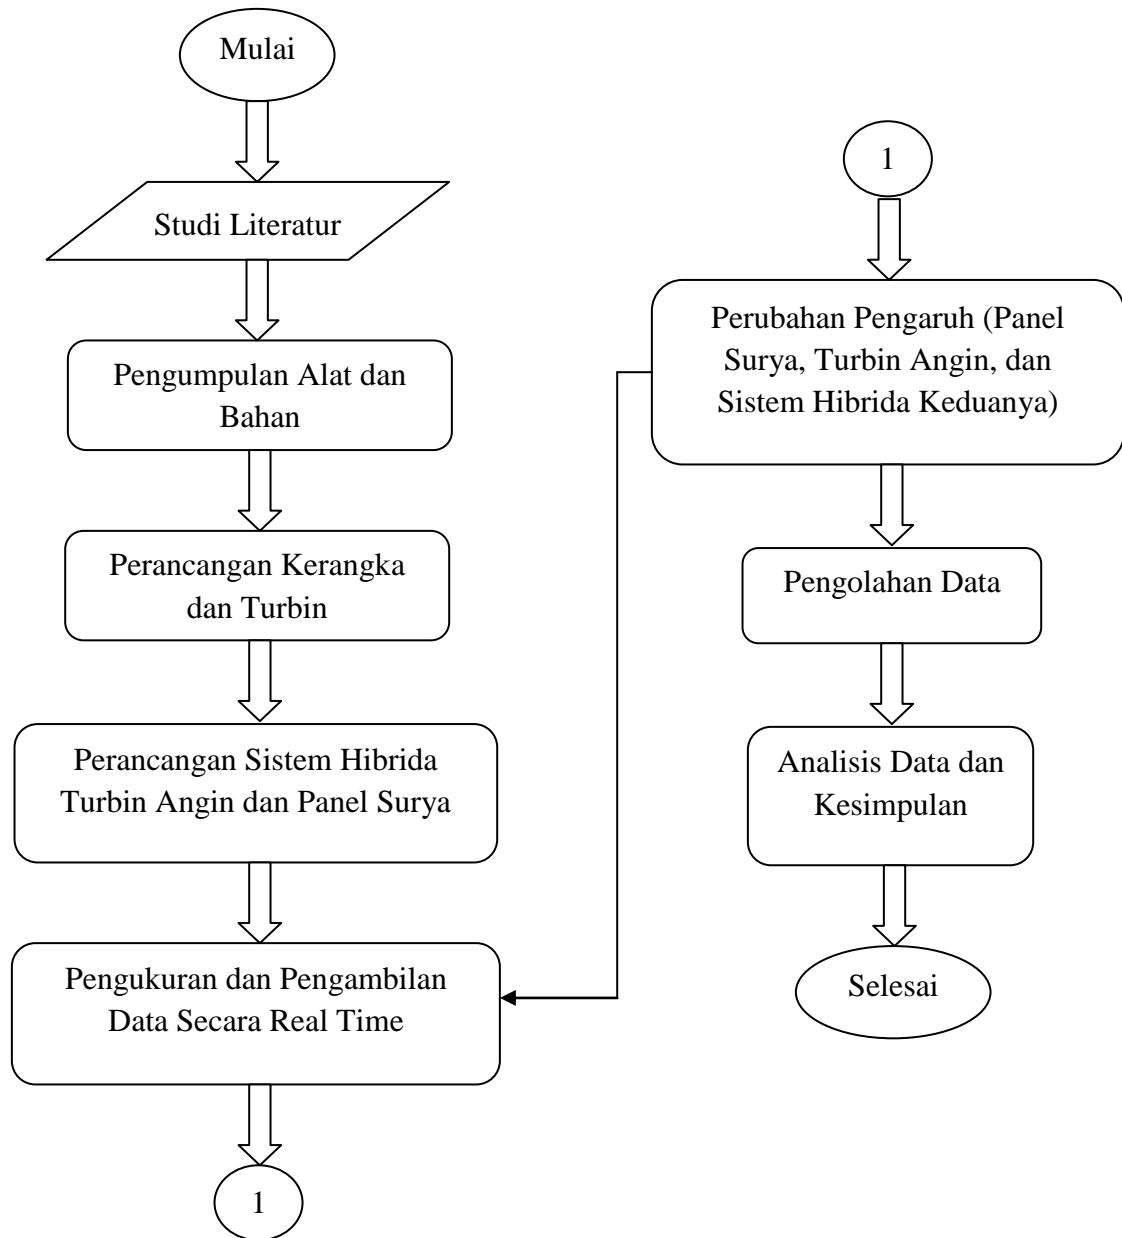 Mulai
Studi Literatur
Pengumpulan Alat dan
Bahan
Perancangan Kerangka
dan Turbin
Perancangan Sistem Hibrida
Turbin Angin dan Panel Surya
Pengukuran dan Pengambilan
Data Secara Real Time
1
1
Perubahan Pengaruh (Panel
Surya, Turbin Angin, dan
Sistem Hibrida Keduanya)
Pengolahan Data
Analisis Data dan
Kesimpulan
Selesai